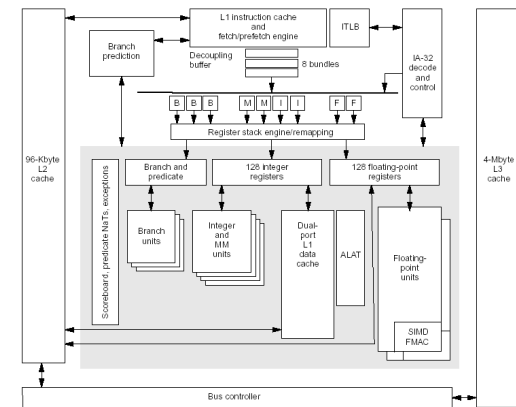 L1 instruction cache
and
fetch/prefetch engine
ITLB
Branch
prediction
Decoupling
buffer
8 bundles
IA-32
decode
and
control
B B B M M I I F F
Register stack engine/remapping
96-Kbyte
L2
cache
4-Mbyte
L3
cache
Scoreboard, predicate NaTs, exceptions
Branch and
predicate
128 integer
registers
128 floating-point
registers
Branch
units
Integer
and
MM
units
Dual-
port
L1
data
cache
ALAT
Floating-
point
units
SIMD
FMAC
Bus controller